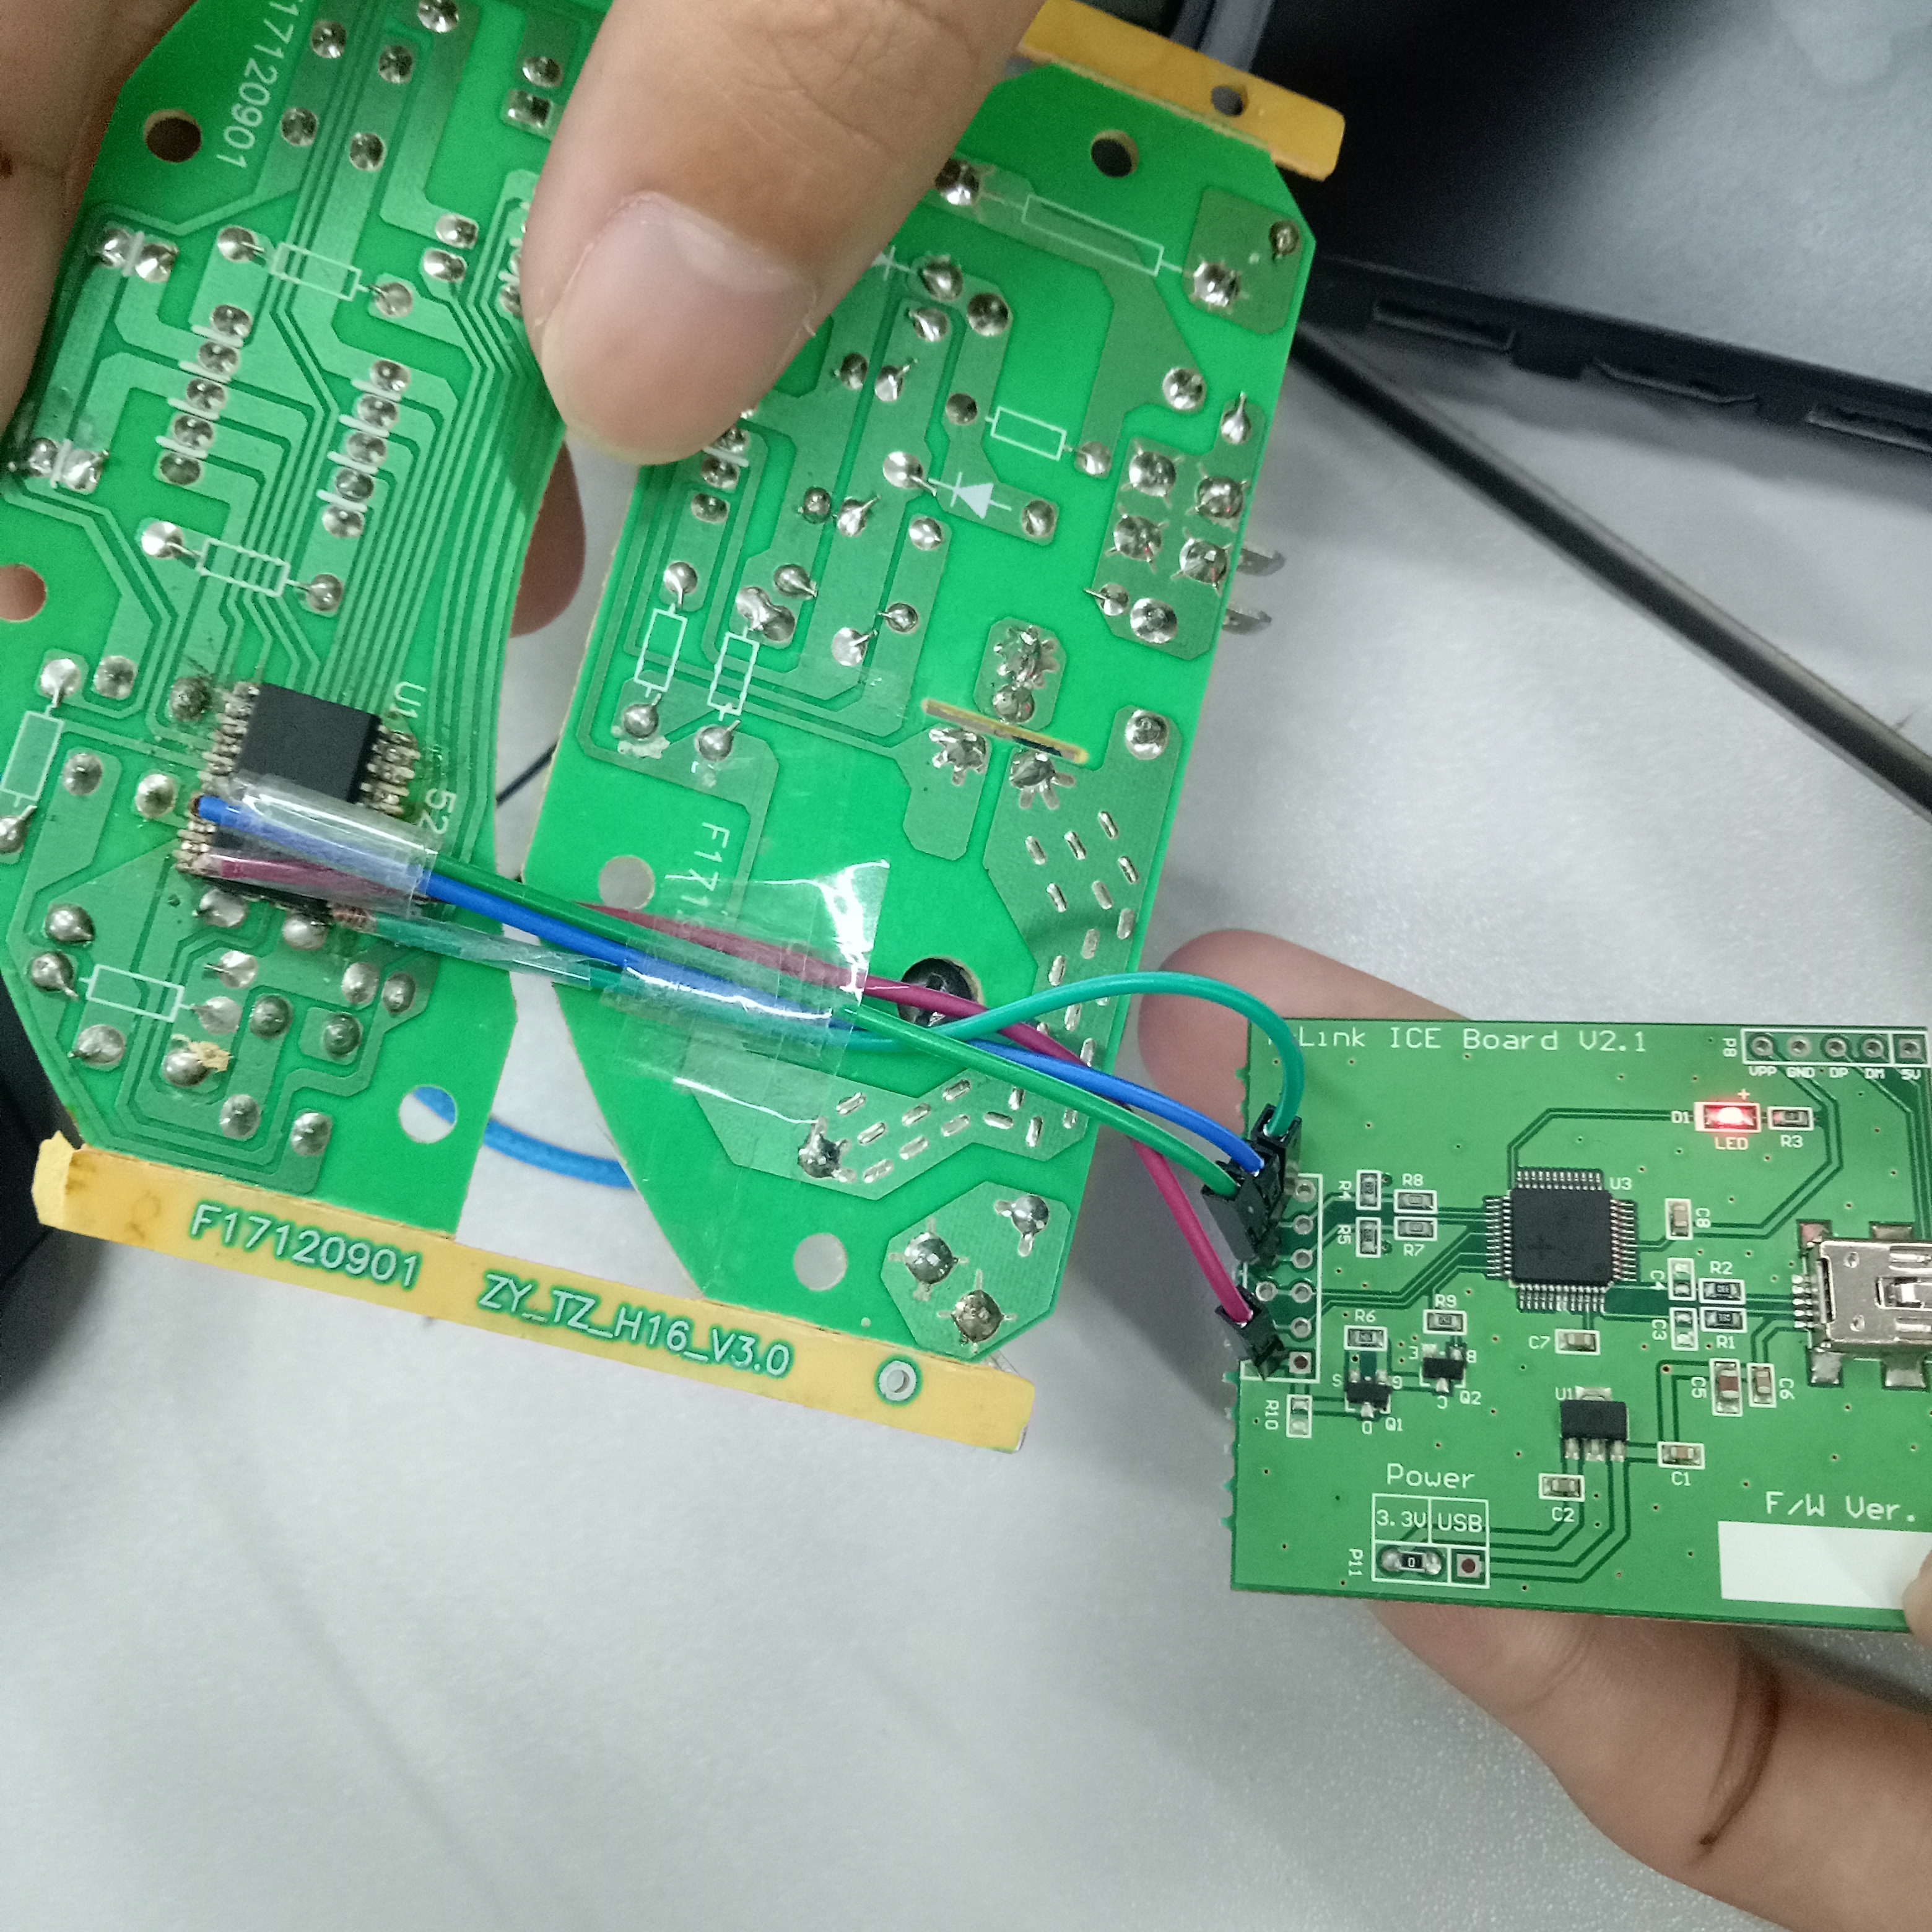 F17120901
U1
52
F171
Link ICE Board V2.1
P8
VPP GND DP DM 5V
D1
+
LED
R3
R4
R8
R5
R7
U3
C8
C4
R2
C3
R1
R6
R9
C7
S
G
D
Q1
E
B
C
Q2
R10
U1
C5
C6
C1
C2
Power
3.3V USB
P11
0
F/W Ver.
F17120901
ZY_TZ_H16_V3.0